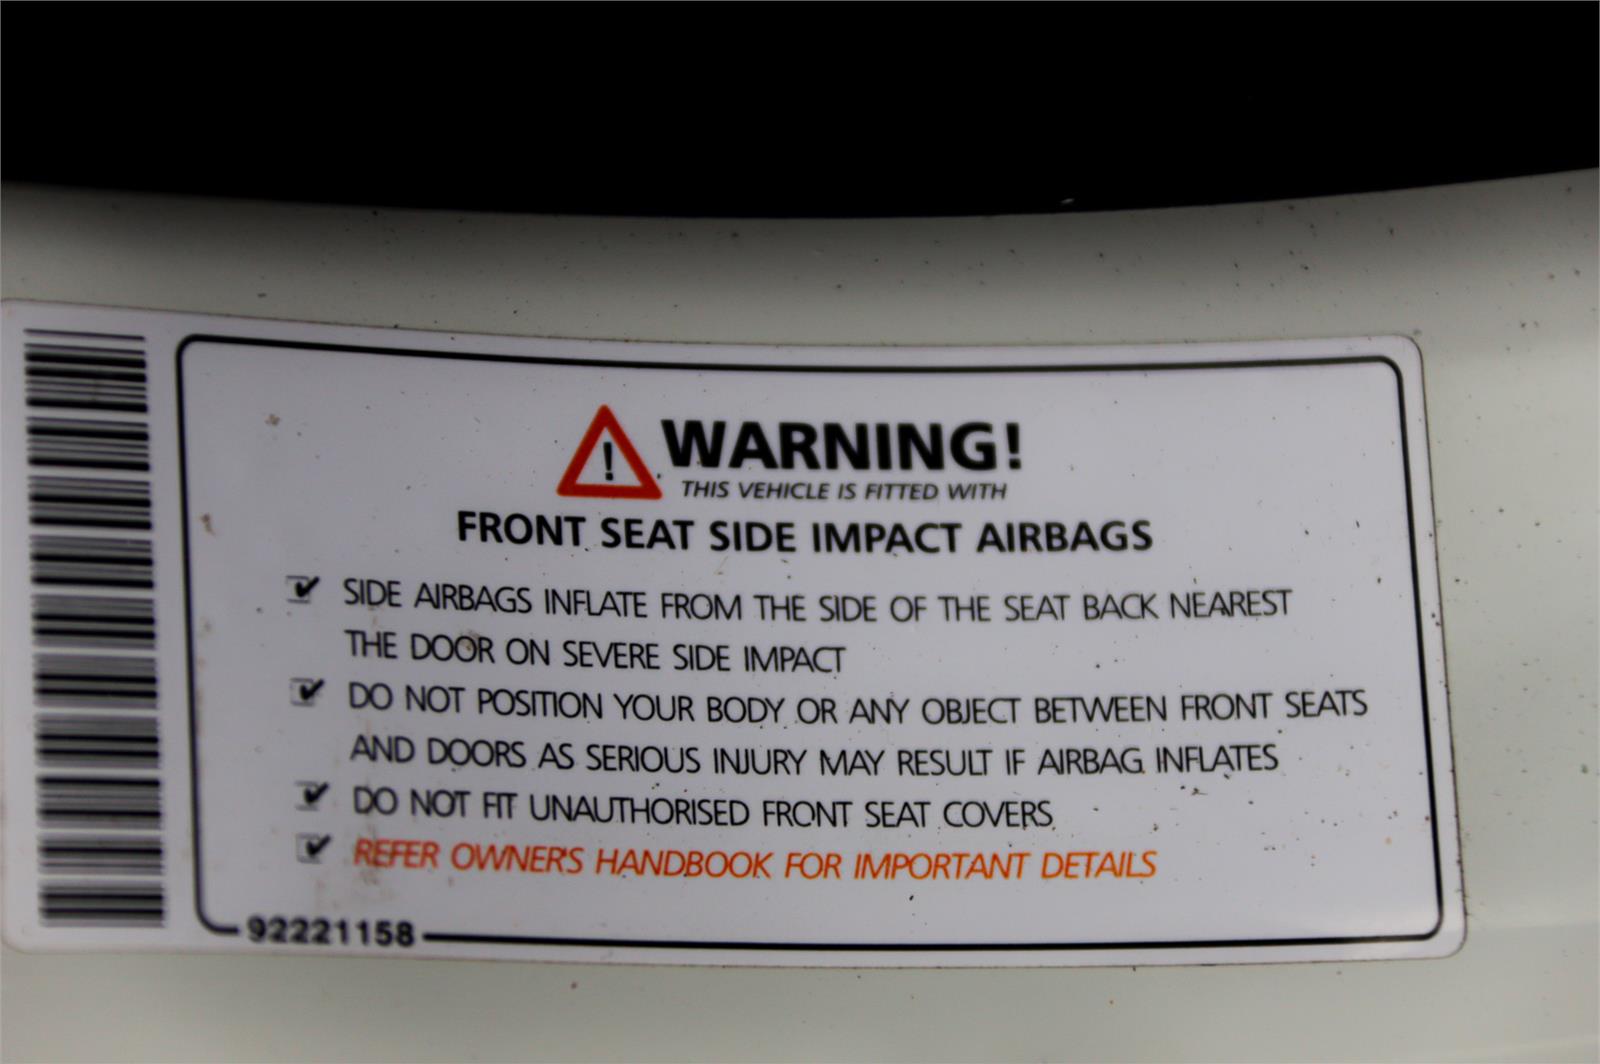 WARNING!
THIS VEHICLE IS FITTED WITH
FRONT SEAT SIDE IMPACT AIRBAGS
SIDE AIRBAGS INFLATE FROM THE SIDE OF THE SEAT BACK NEAREST
THE DOOR ON SEVERE SIDE IMPACT
DO NOT POSITION YOUR BODY OR ANY OBJECT BETWEEN FRONT SEATS
AND DOORS AS SERIOUS INJURY MAY RESULT IF AIRBAG INFLATES
DO NOT FIT UNAUTHORISED FRONT SEAT COVERS
REFER OWNER'S HANDBOOK FOR IMPORTANT DETAILS
92221158